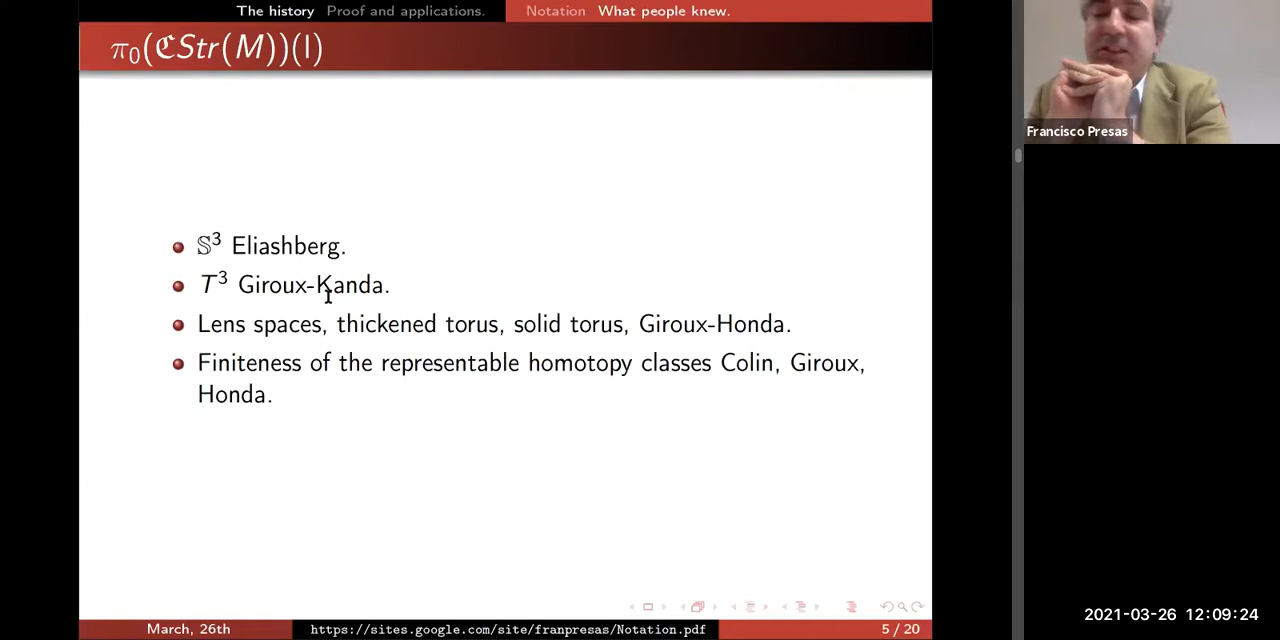 The history Proof and applications. Notation What people knew.
π₀(ℭStr(M))(I)
𝕊³ Eliashberg.
T³ Giroux-Kanda.
Lens spaces, thickened torus, solid torus, Giroux-Honda.
Finiteness of the representable homotopy classes Colin, Giroux,
Honda.
March, 26th https://sites.google.com/site/franpresas/Notation.pdf 5 / 20
Francisco Presas
2021-03-26 12:09:24